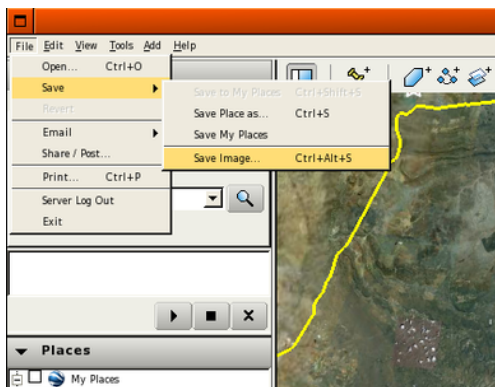 File Edit View Tools Add Help
Open... Ctrl+O
Save
Revert
Email
Share / Post...
Print... Ctrl+P
Server Log Out
Exit
Save to My Places Ctrl+Shift+S
Save Place as... Ctrl+S
Save My Places
Save Image... Ctrl+Alt+S
Places
My Places